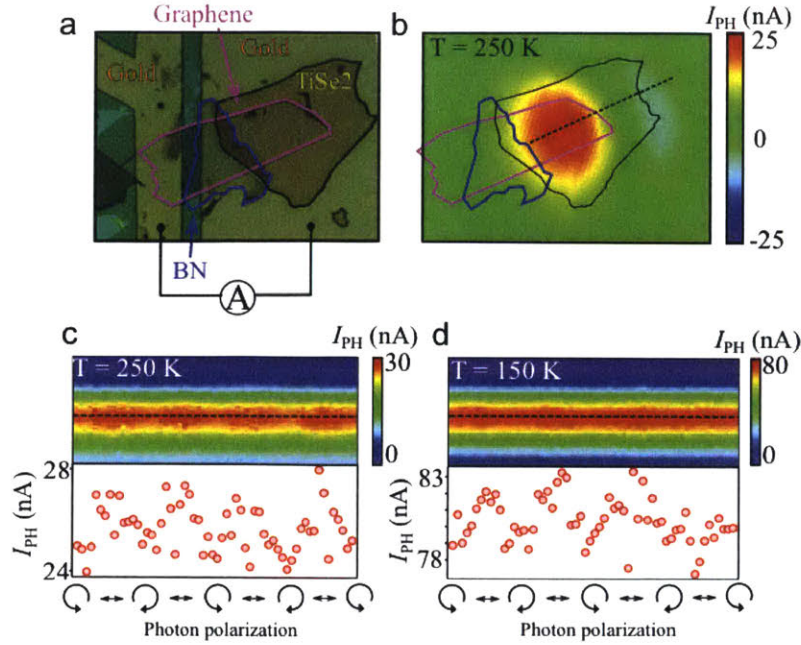 Graphene
a
Gold
Gold
TiSe2
BN
A
b
T = 250 K
I_PH (nA)
25
0
-25
c
T = 250 K
I_PH (nA)
30
0
28
I_PH (nA)
24
Photon polarization
d
T = 150 K
I_PH (nA)
80
0
83
I_PH (nA)
78
Photon polarization